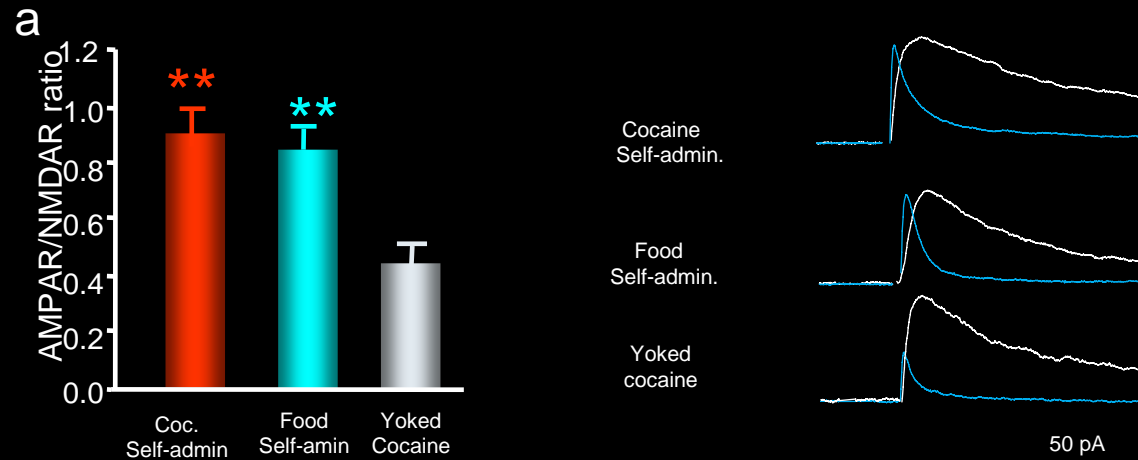 a
AMPAR/NMDAR ratio
1.2
1.0
0.8
0.6
0.4
0.2
0.0
**
**
Coc.
Self-admin
Food
Self-amin
Yoked
Cocaine
Cocaine
Self-admin.
Food
Self-admin.
Yoked
cocaine
50 pA